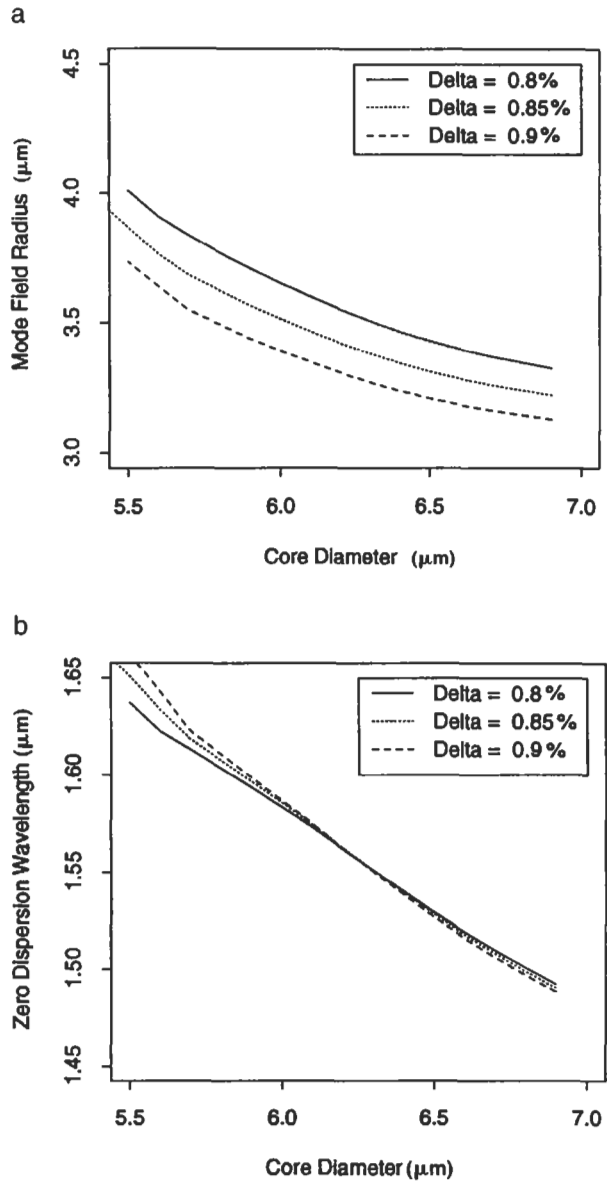 a
4.5
4.0
3.5
3.0
Mode Field Radius (μm)
Delta = 0.8%
Delta = 0.85%
Delta = 0.9%
5.5 6.0 6.5 7.0
Core Diameter (μm)
b
1.65
1.60
1.55
1.50
1.45
Zero Dispersion Wavelength (μm)
Delta = 0.8%
Delta = 0.85%
Delta = 0.9%
5.5 6.0 6.5 7.0
Core Diameter (μm)